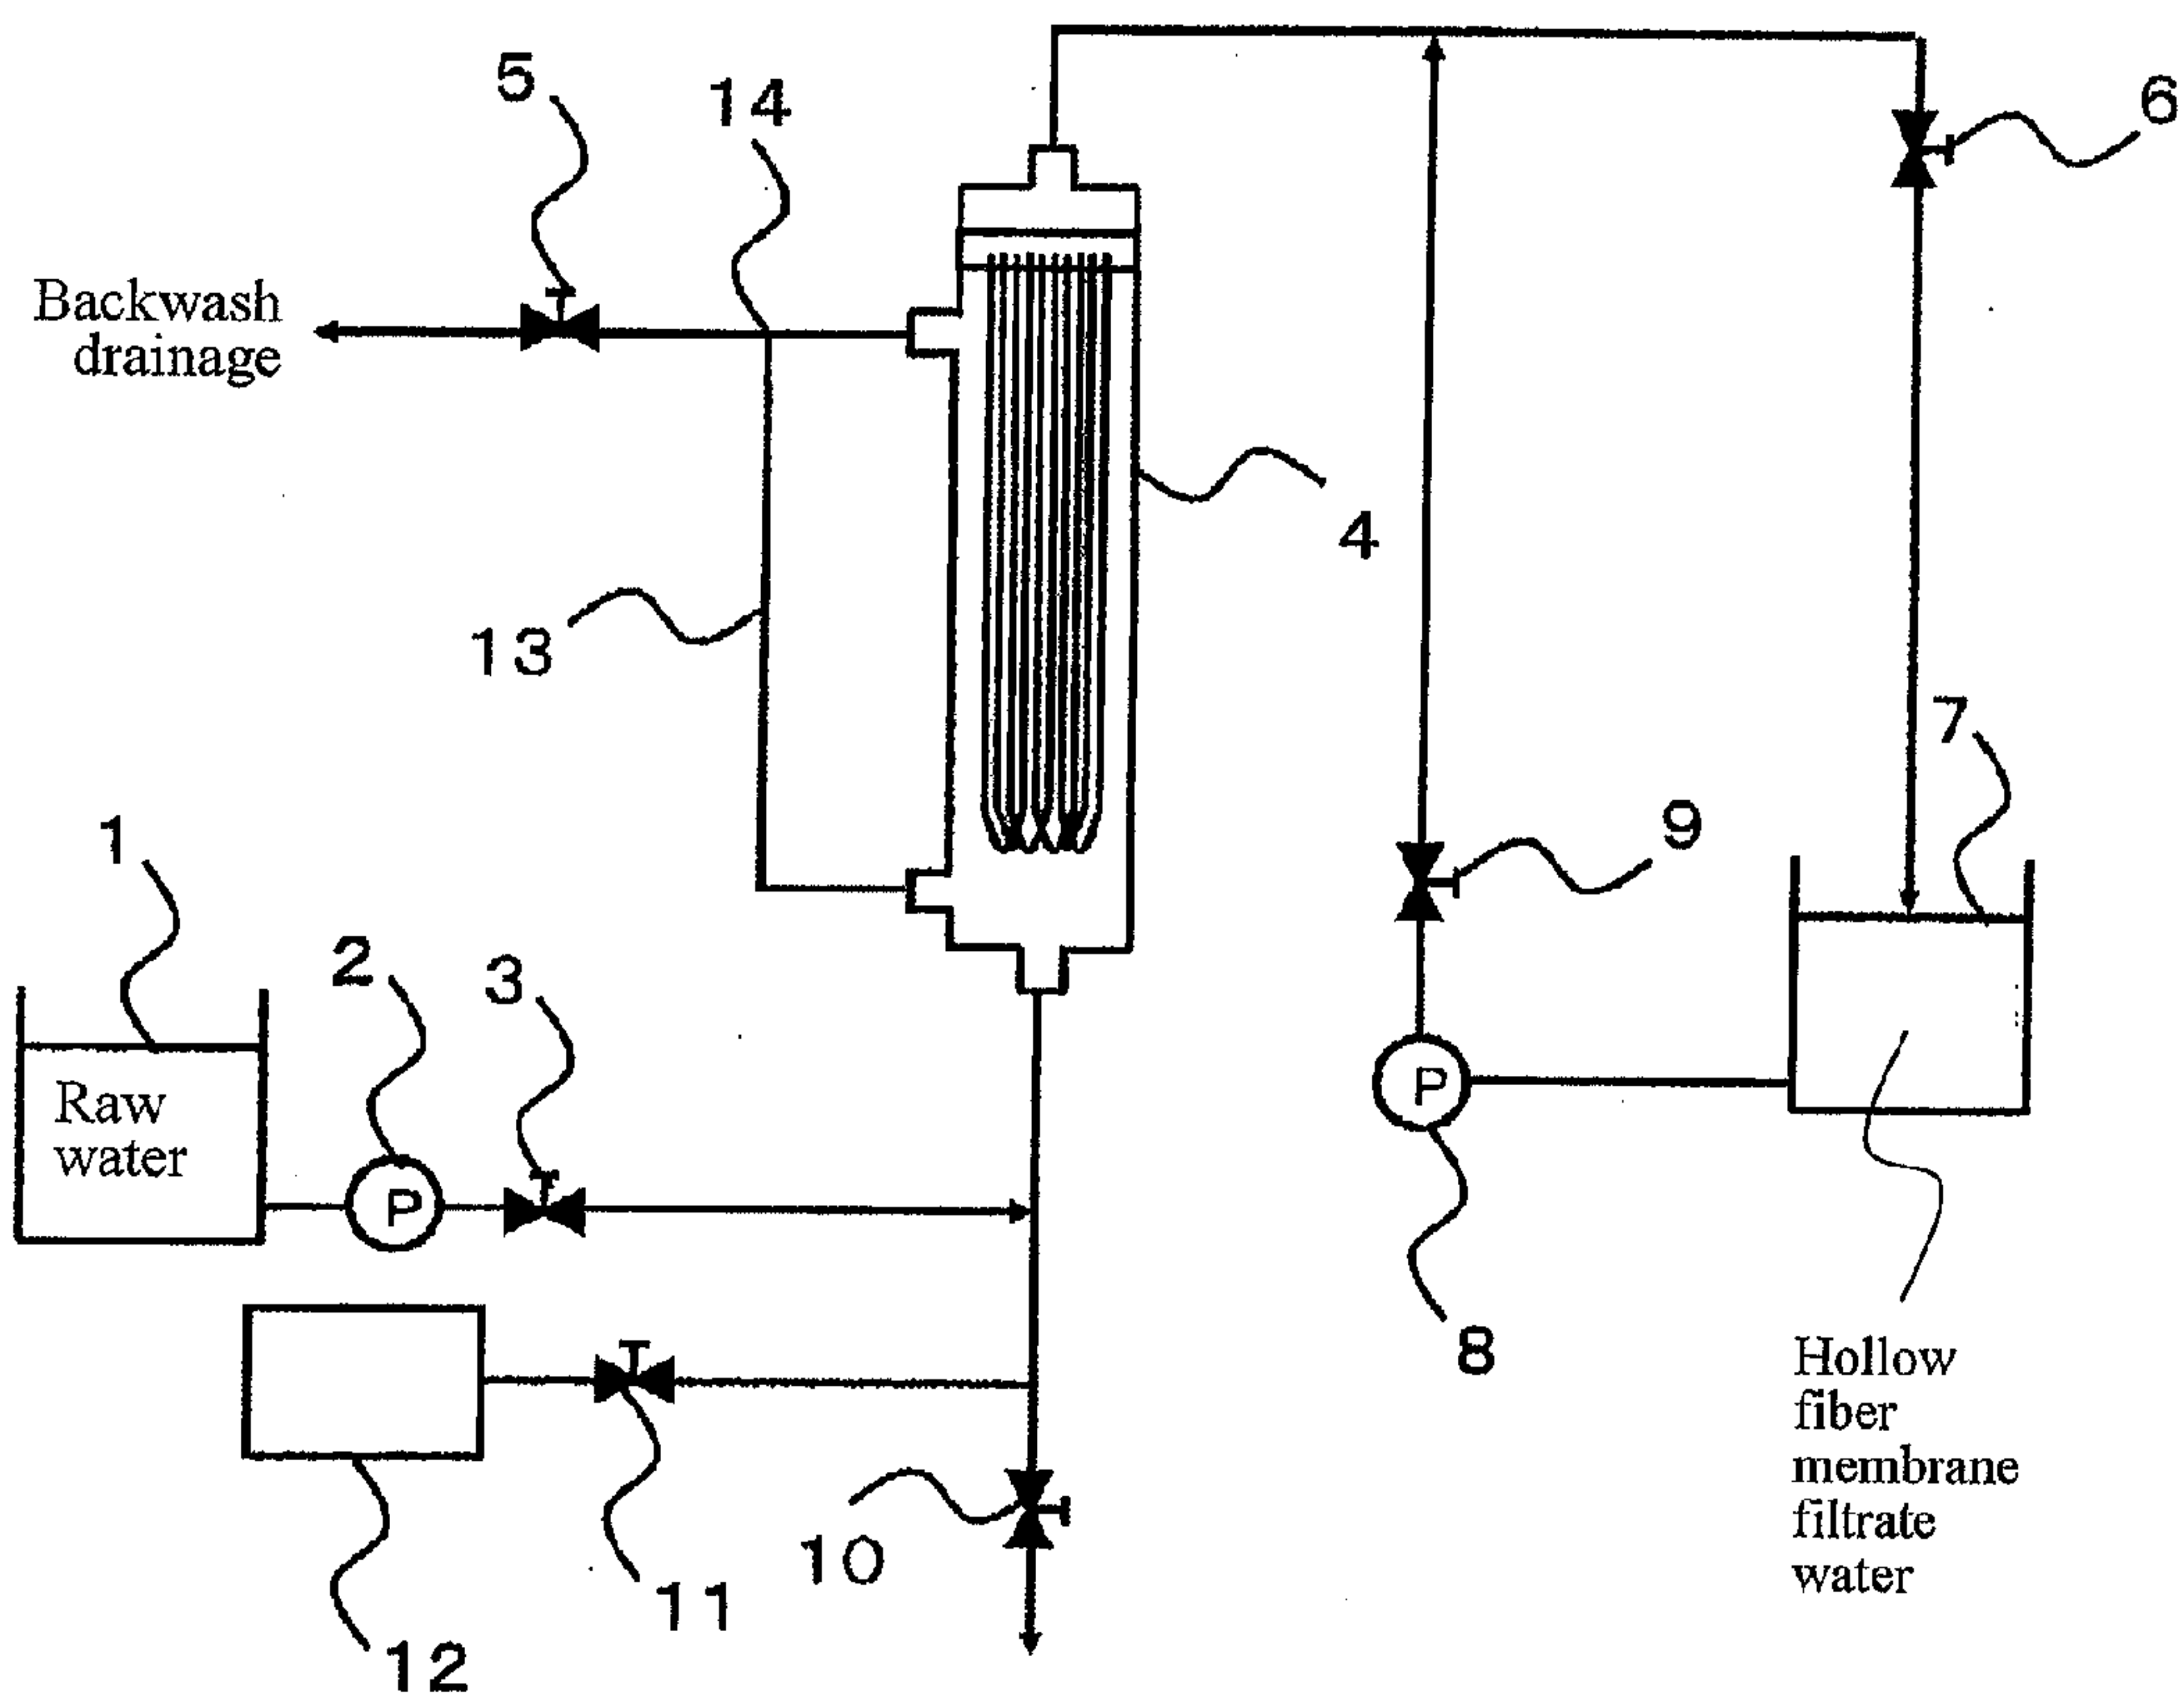 5
14
6
Backwash
drainage
4
13
7
1
9
2
3
Raw
water
P
P
8
Hollow
fiber
membrane
filtrate
water
10
11
12